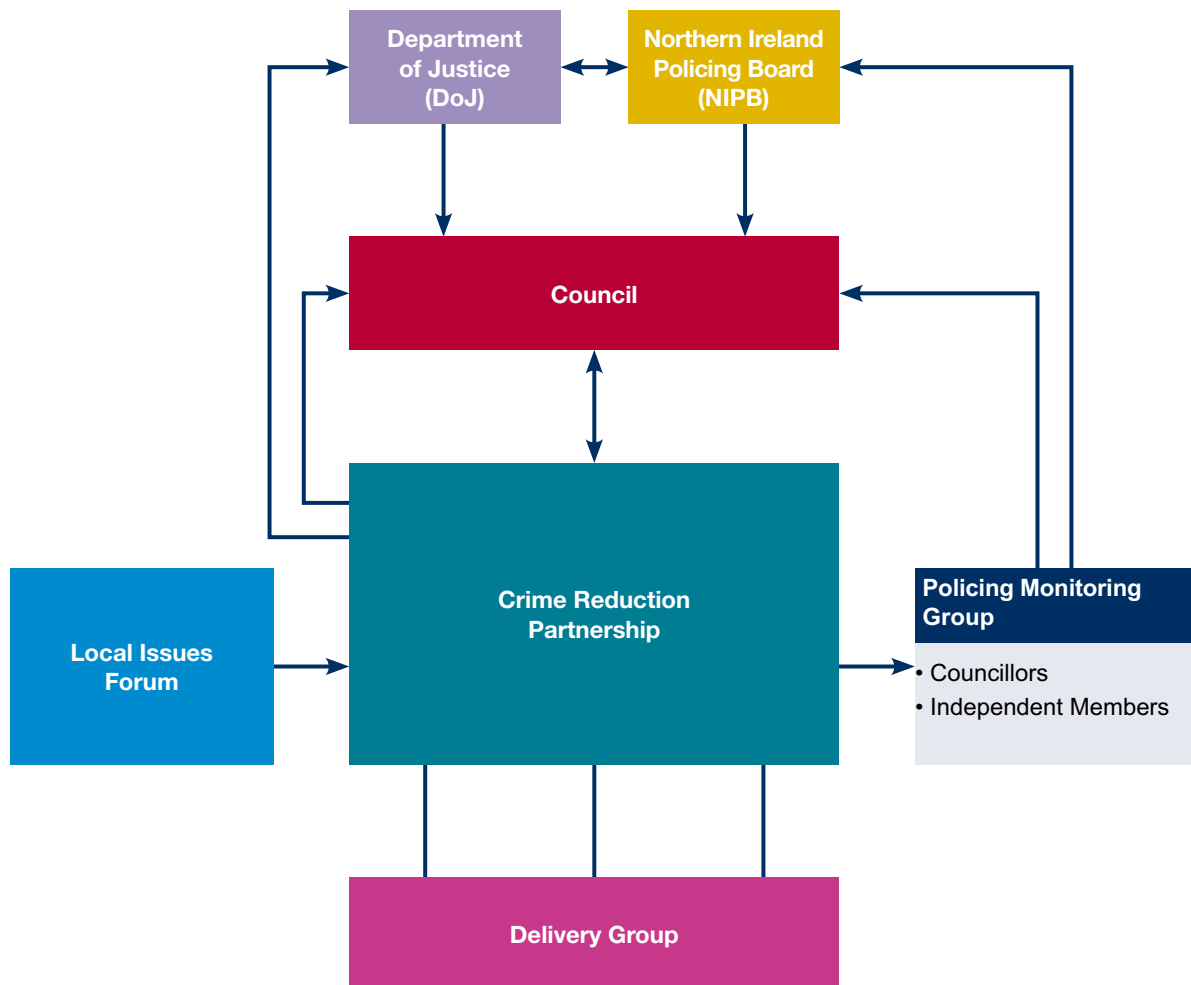 Department
of Justice
(DoJ)
Northern Ireland
Policing Board
(NIPB)
Council
Crime Reduction
Partnership
Local Issues
Forum
Policing Monitoring
Group
• Councillors
• Independent Members
Delivery Group